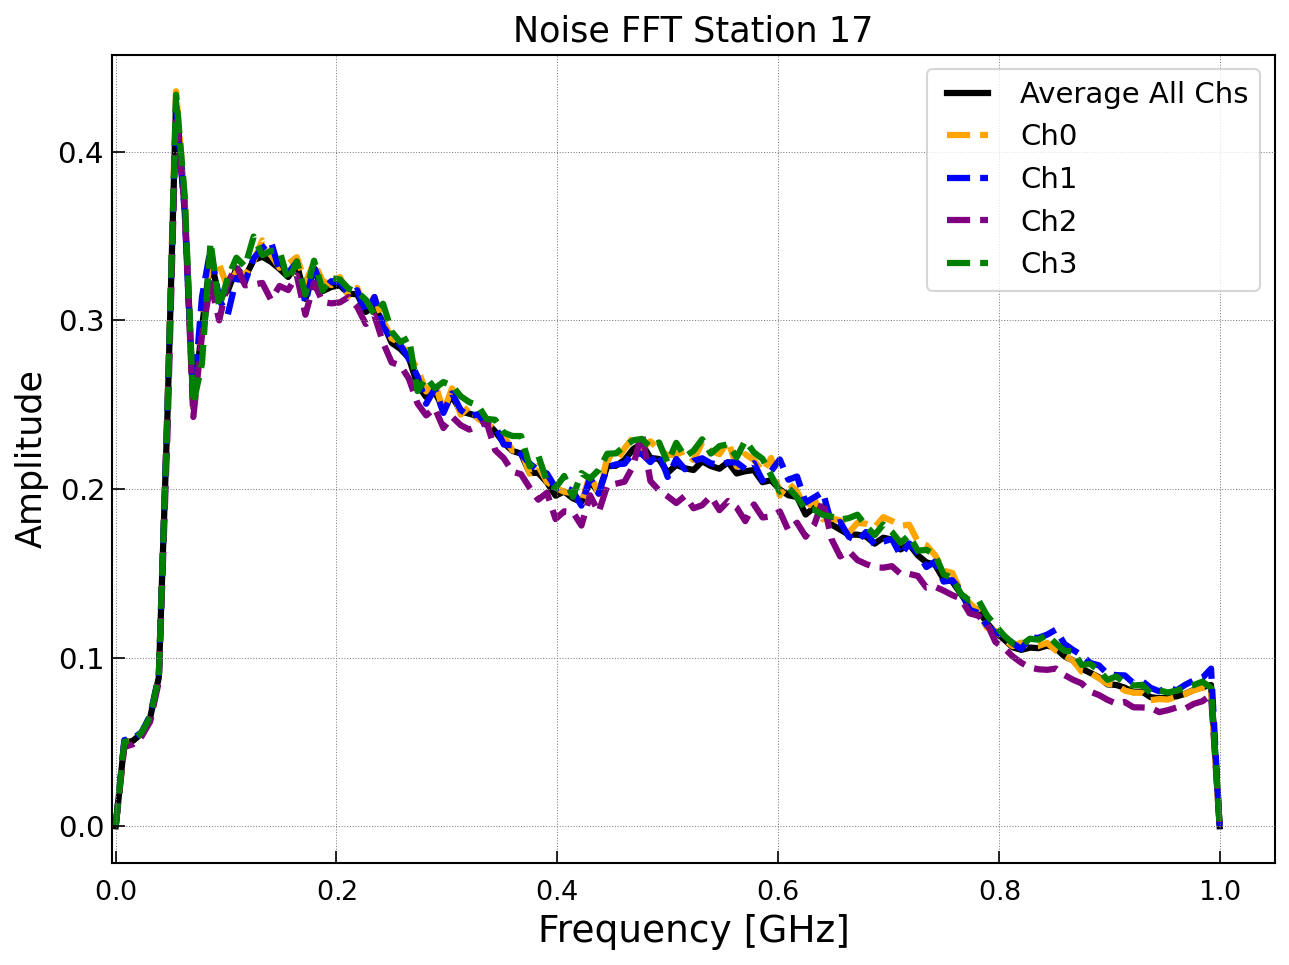 Noise FFT Station 17
Average All Chs
Ch0
Ch1
Ch2
Ch3
Amplitude
0.4
0.3
0.2
0.1
0.0
0.0 0.2 0.4 0.6 0.8 1.0
Frequency [GHz]